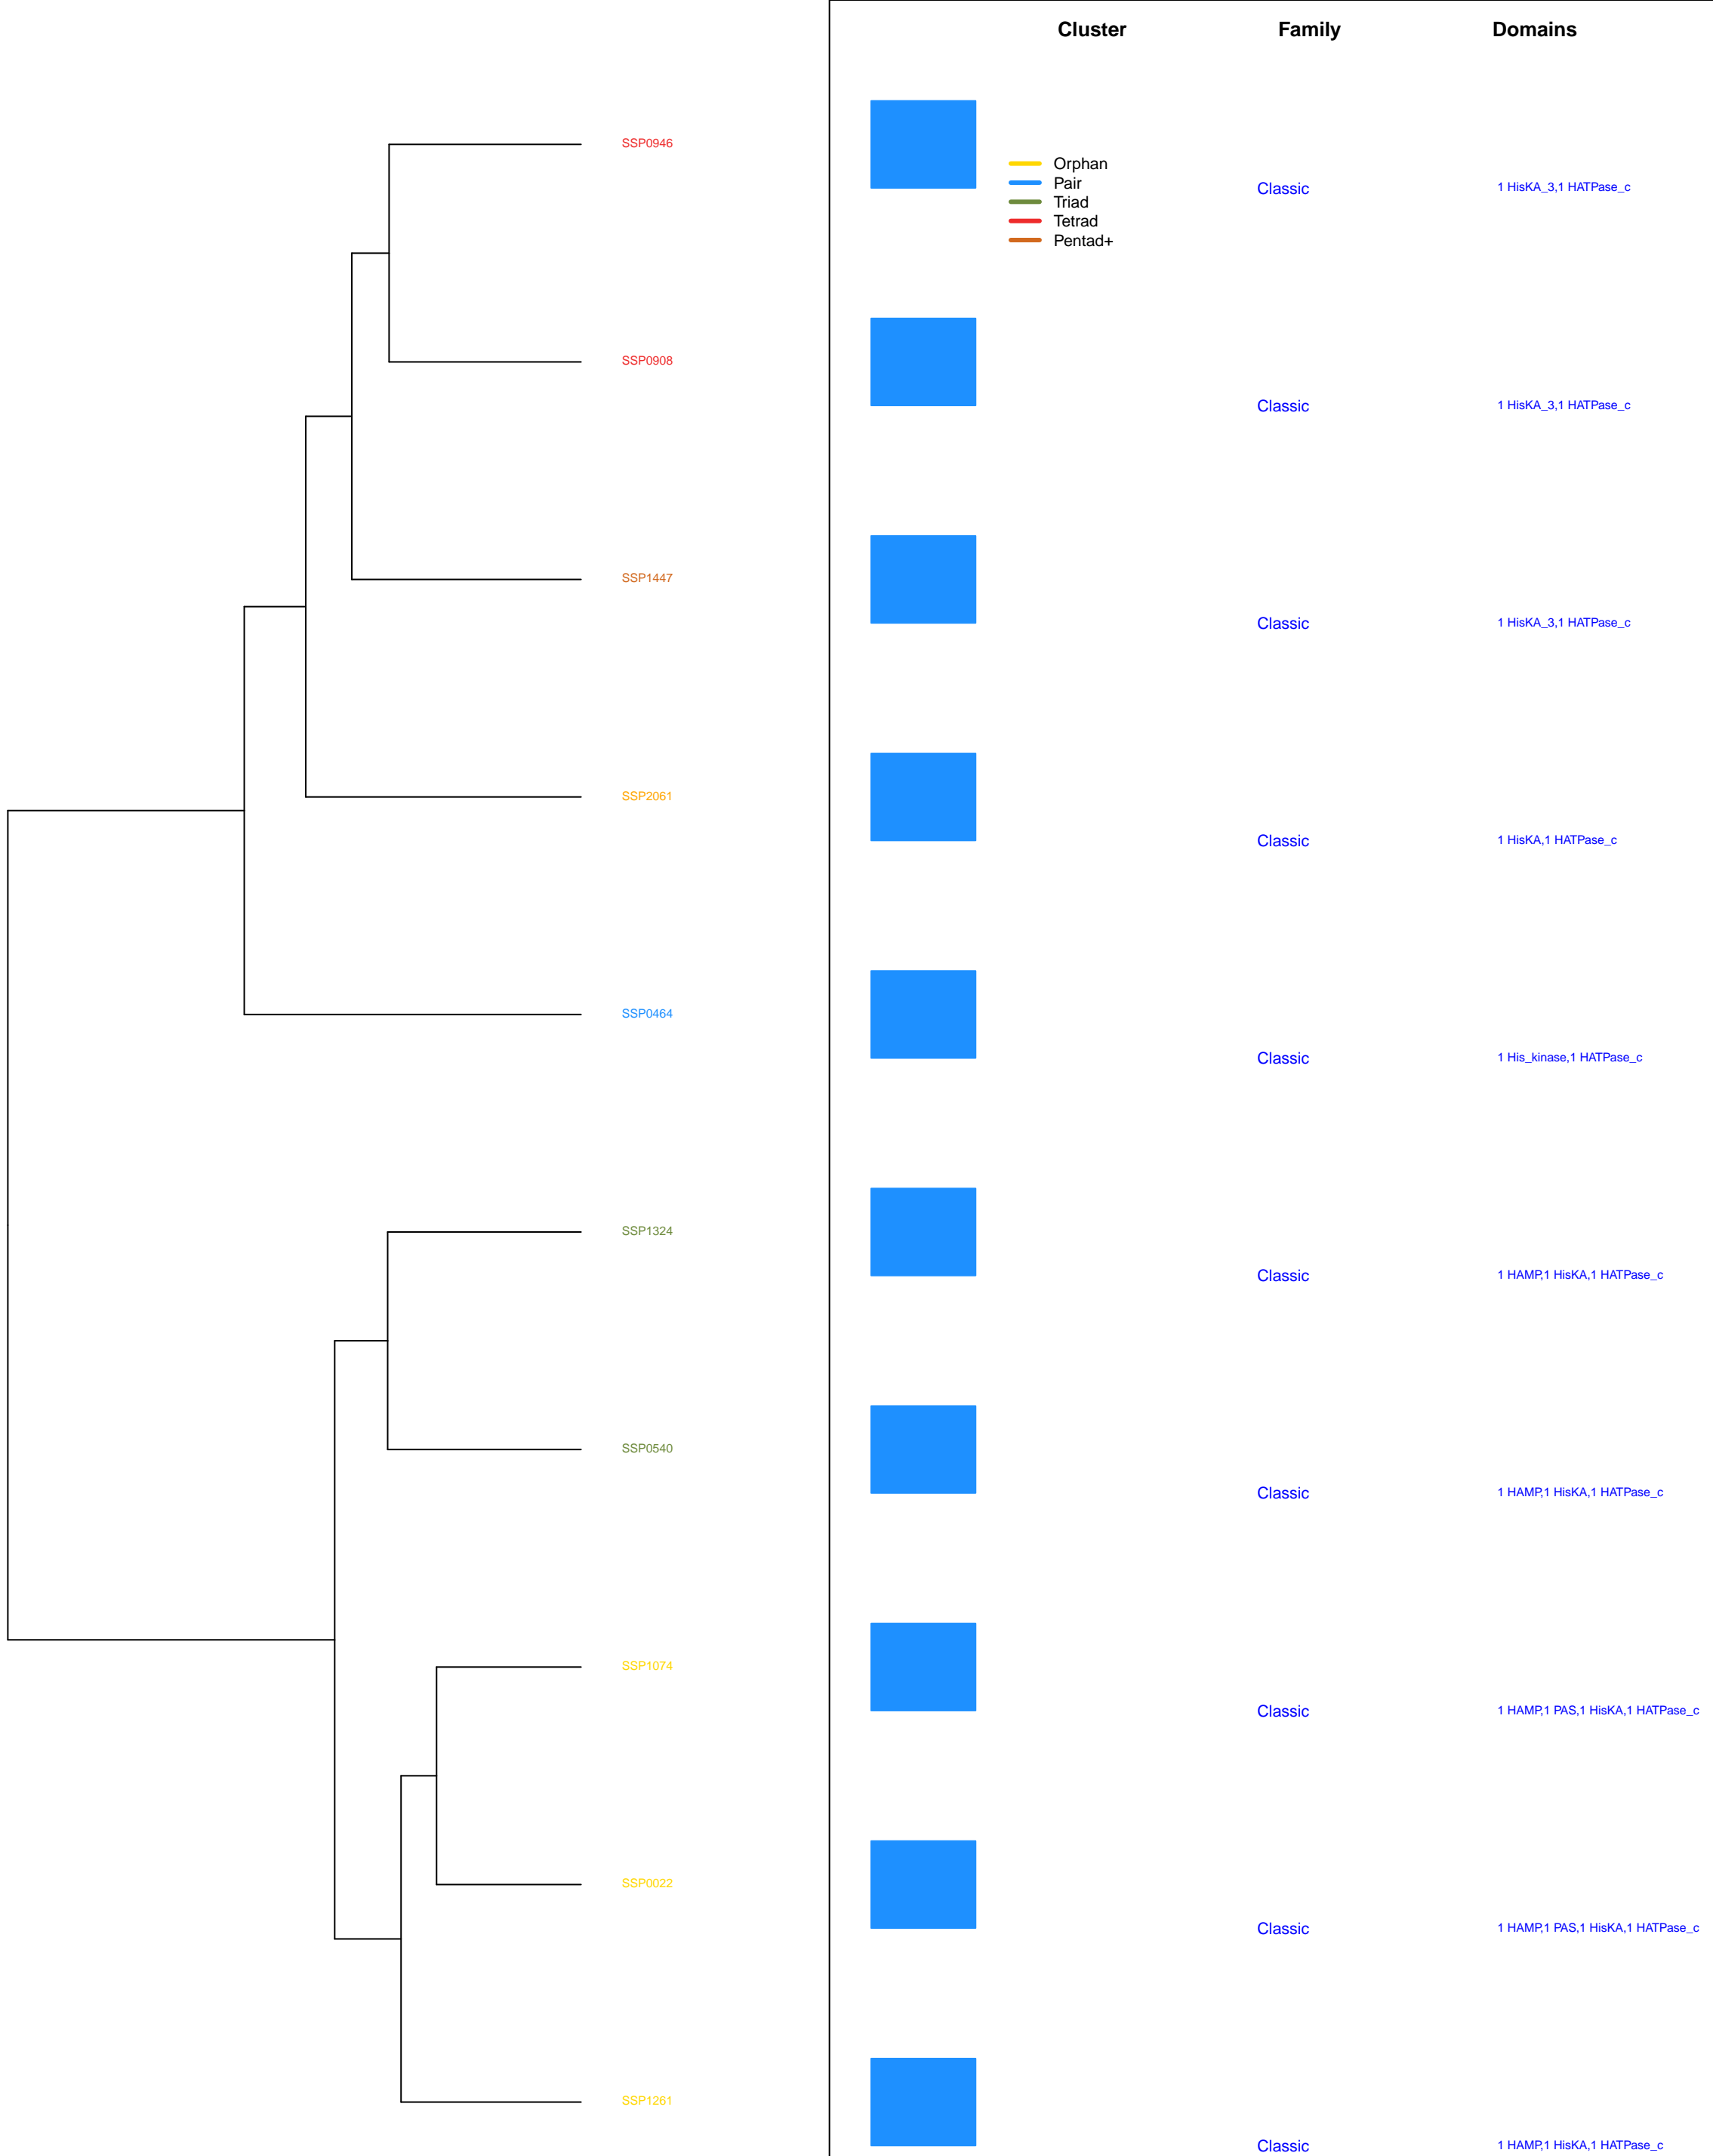 Cluster Family Domains
SSP0946
Orphan
Pair
Classic 1 HisKA_3,1 HATPase_c
Triad
Tetrad
Pentad+
SSP0908
Classic 1 HisKA_3,1 HATPase_c
SSP1447
Classic 1 HisKA_3,1 HATPase_c
SSP2061
Classic 1 HisKA,1 HATPase_c
SSP0464
Classic 1 His_kinase,1 HATPase_c
SSP1324
Classic 1 HAMP,1 HisKA,1 HATPase_c
SSP0540
Classic 1 HAMP,1 HisKA,1 HATPase_c
SSP1074
Classic 1 HAMP,1 PAS,1 HisKA,1 HATPase_c
SSP0022
Classic 1 HAMP,1 PAS,1 HisKA,1 HATPase_c
SSP1261
Classic 1 HAMP,1 HisKA,1 HATPase_c